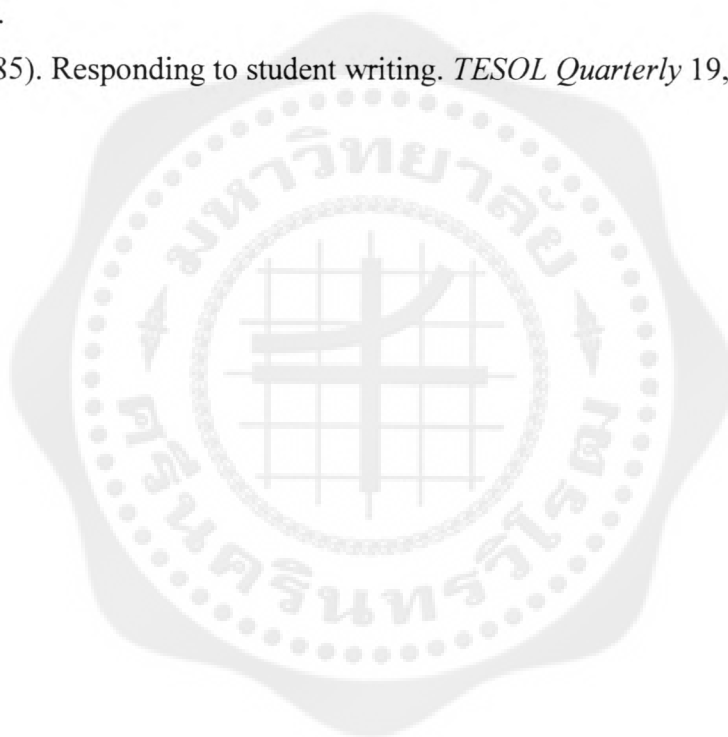 85). Responding to student writing. TESOL Quarterly 19,
มหาวิทยาลัย
ศรีนครินทรวิโรฒ